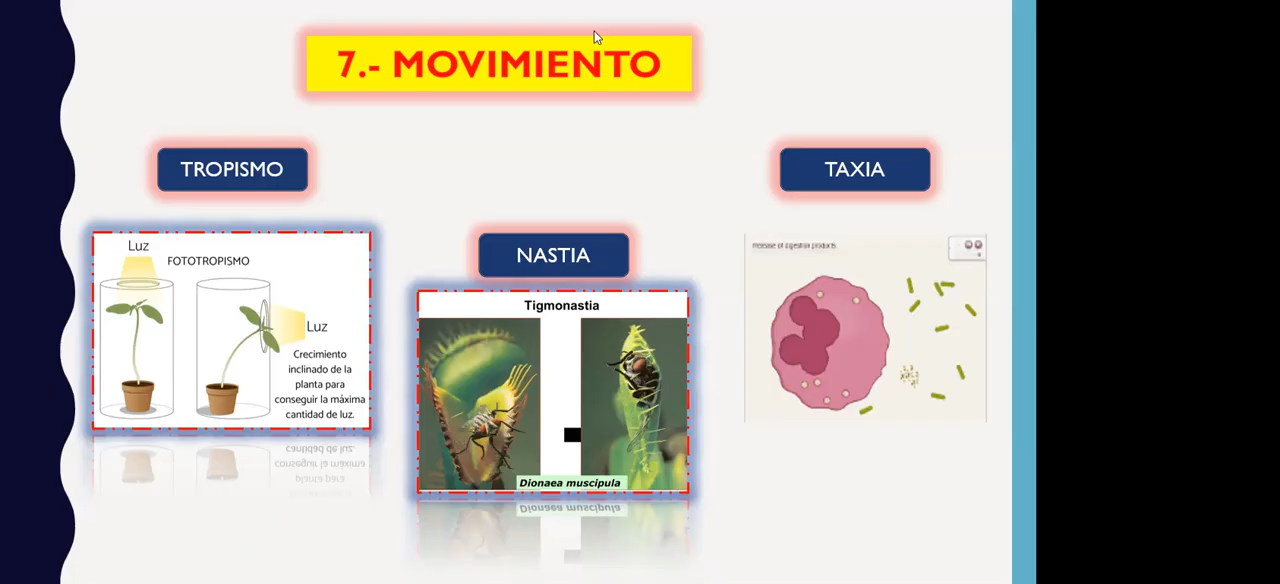 7.- MOVIMIENTO
TROPISMO
Luz
FOTOTROPISMO
Luz
Crecimiento
inclinado de la
planta para
conseguir la máxima
cantidad de luz.
NASTIA
Tigmonastia
Dionaea muscipula
TAXIA
release of digestion products